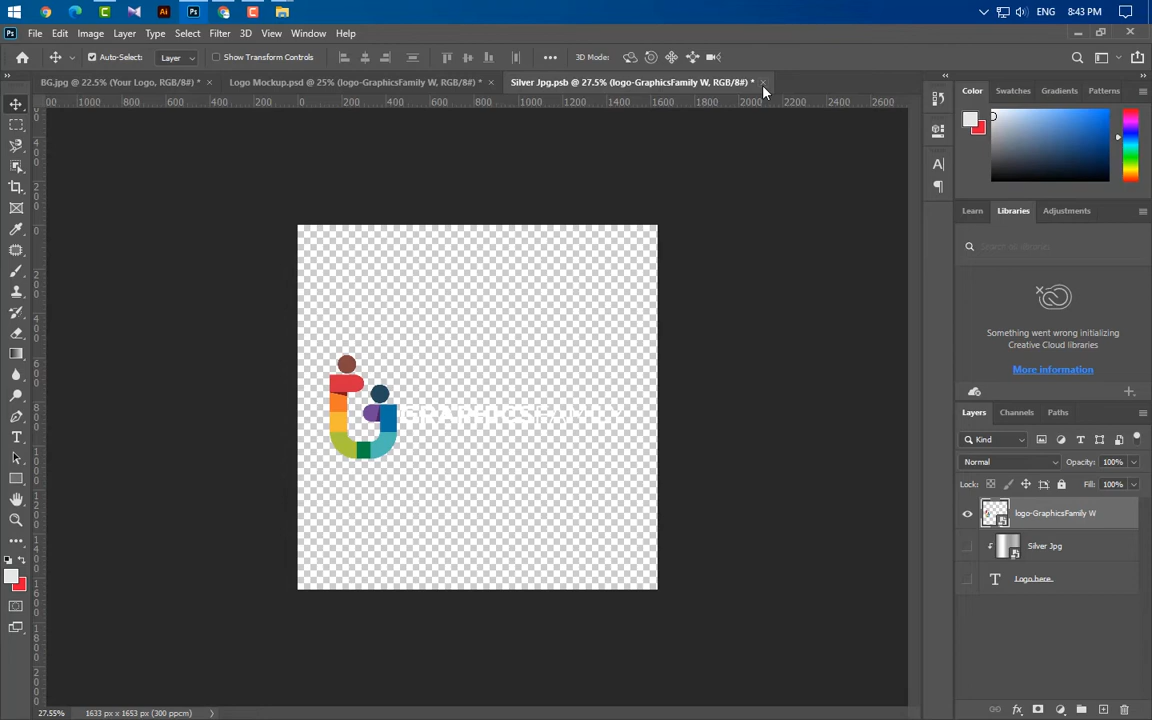 ENG 8:43 PM
Ps File Edit Image Layer Type Select Filter 3D View Window Help
Auto-Select: Layer Show Transform Controls 3D Mode:
BG.jpg @ 22.5% (Your Logo, RGB/8#) * × Logo Mockup.psd @ 25% (logo-GraphicsFamily W, RGB/8#) * × Silver Jpg.psb @ 27.5% (logo-GraphicsFamily W, RGB/8#) * ×
Color Swatches Gradients Patterns
Learn Libraries Adjustments
Something went wrong initializing
Creative Cloud libraries
More information
GRAPHICSFAMILY
Layers Channels Paths
Kind
Normal Opacity: 100%
Lock: Fill: 100%
logo-GraphicsFamily W
Silver Jpg
Logo here.
27.55% 1633 px x 1653 px (300 ppcm)